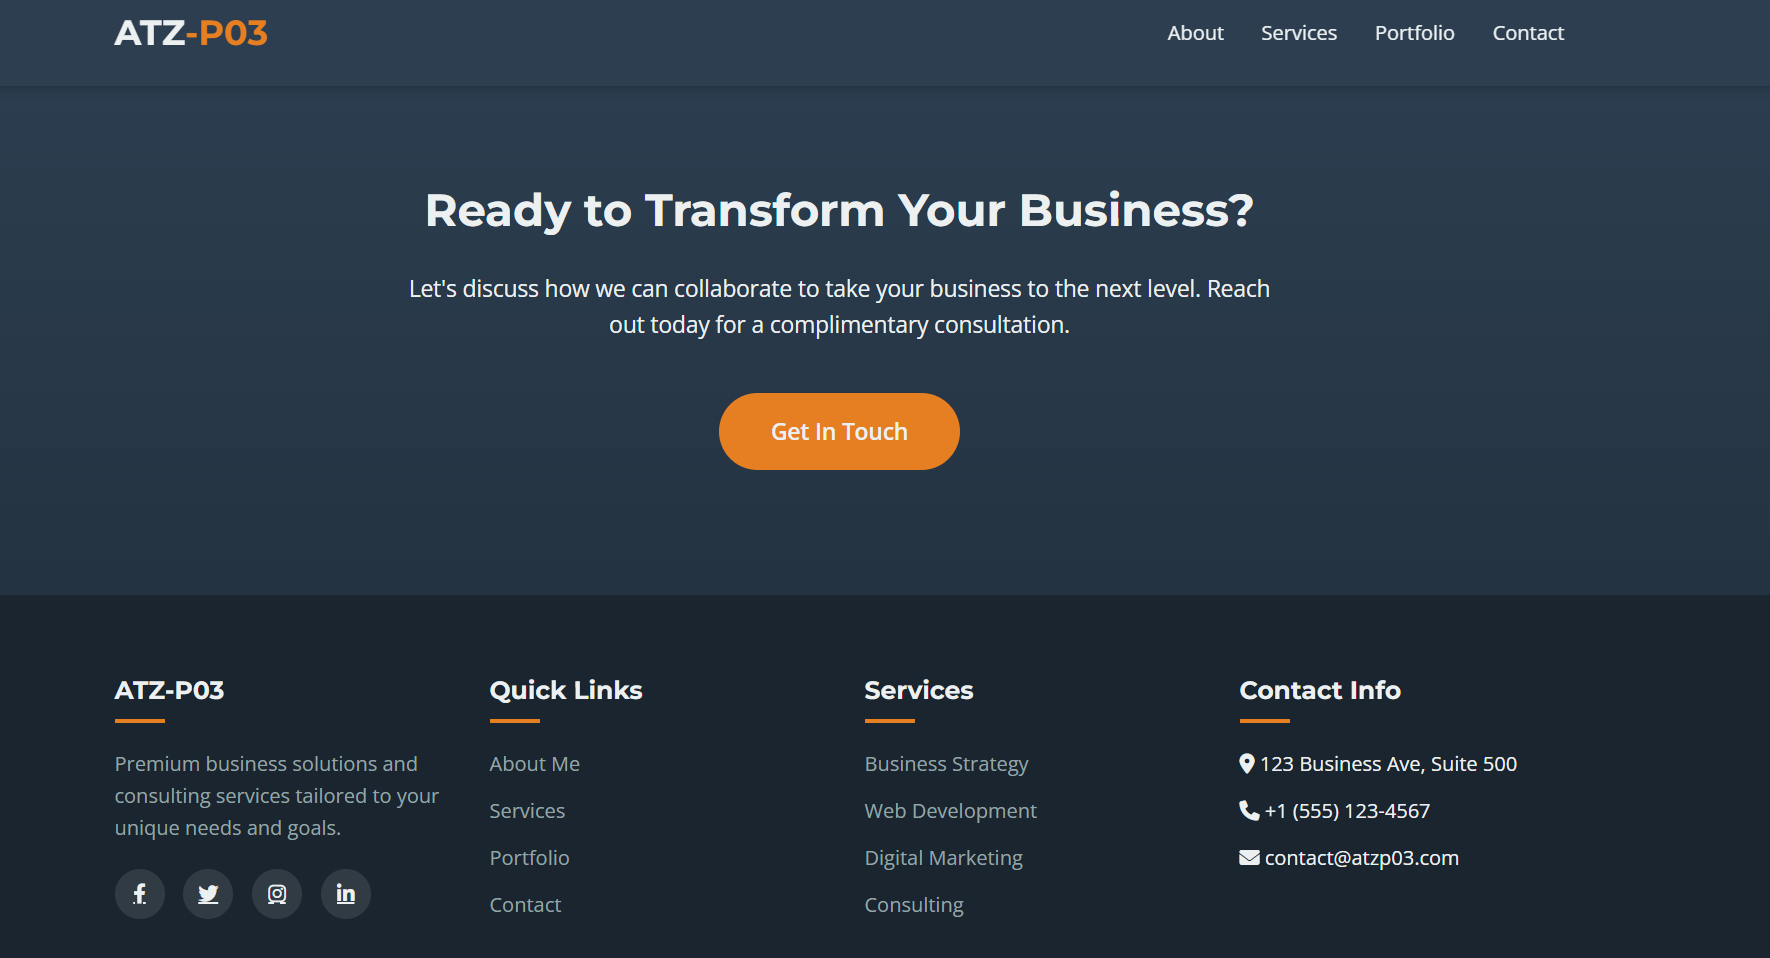 ATZ-P03
About
Services
Portfolio
Contact
Ready to Transform Your Business?
Let's discuss how we can collaborate to take your business to the next level. Reach
out today for a complimentary consultation.
Get In Touch
ATZ-P03
Premium business solutions and
consulting services tailored to your
unique needs and goals.
Quick Links
About Me
Services
Portfolio
Contact
Services
Business Strategy
Web Development
Digital Marketing
Consulting
Contact Info
123 Business Ave, Suite 500
+1 (555) 123-4567
contact@atzp03.com